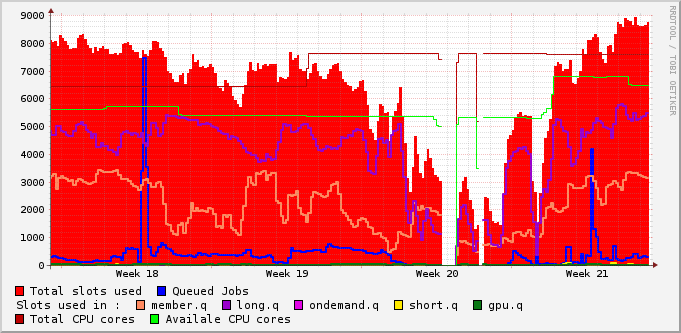 9000
8000
7000
6000
5000
4000
3000
2000
1000
0
Week 18 Week 19 Week 20 Week 21
RRDTOOL / TOBI OETIKER
Total slots used Queued Jobs
Slots used in : member.q long.q ondemand.q short.q gpu.q
Total CPU cores Availale CPU cores